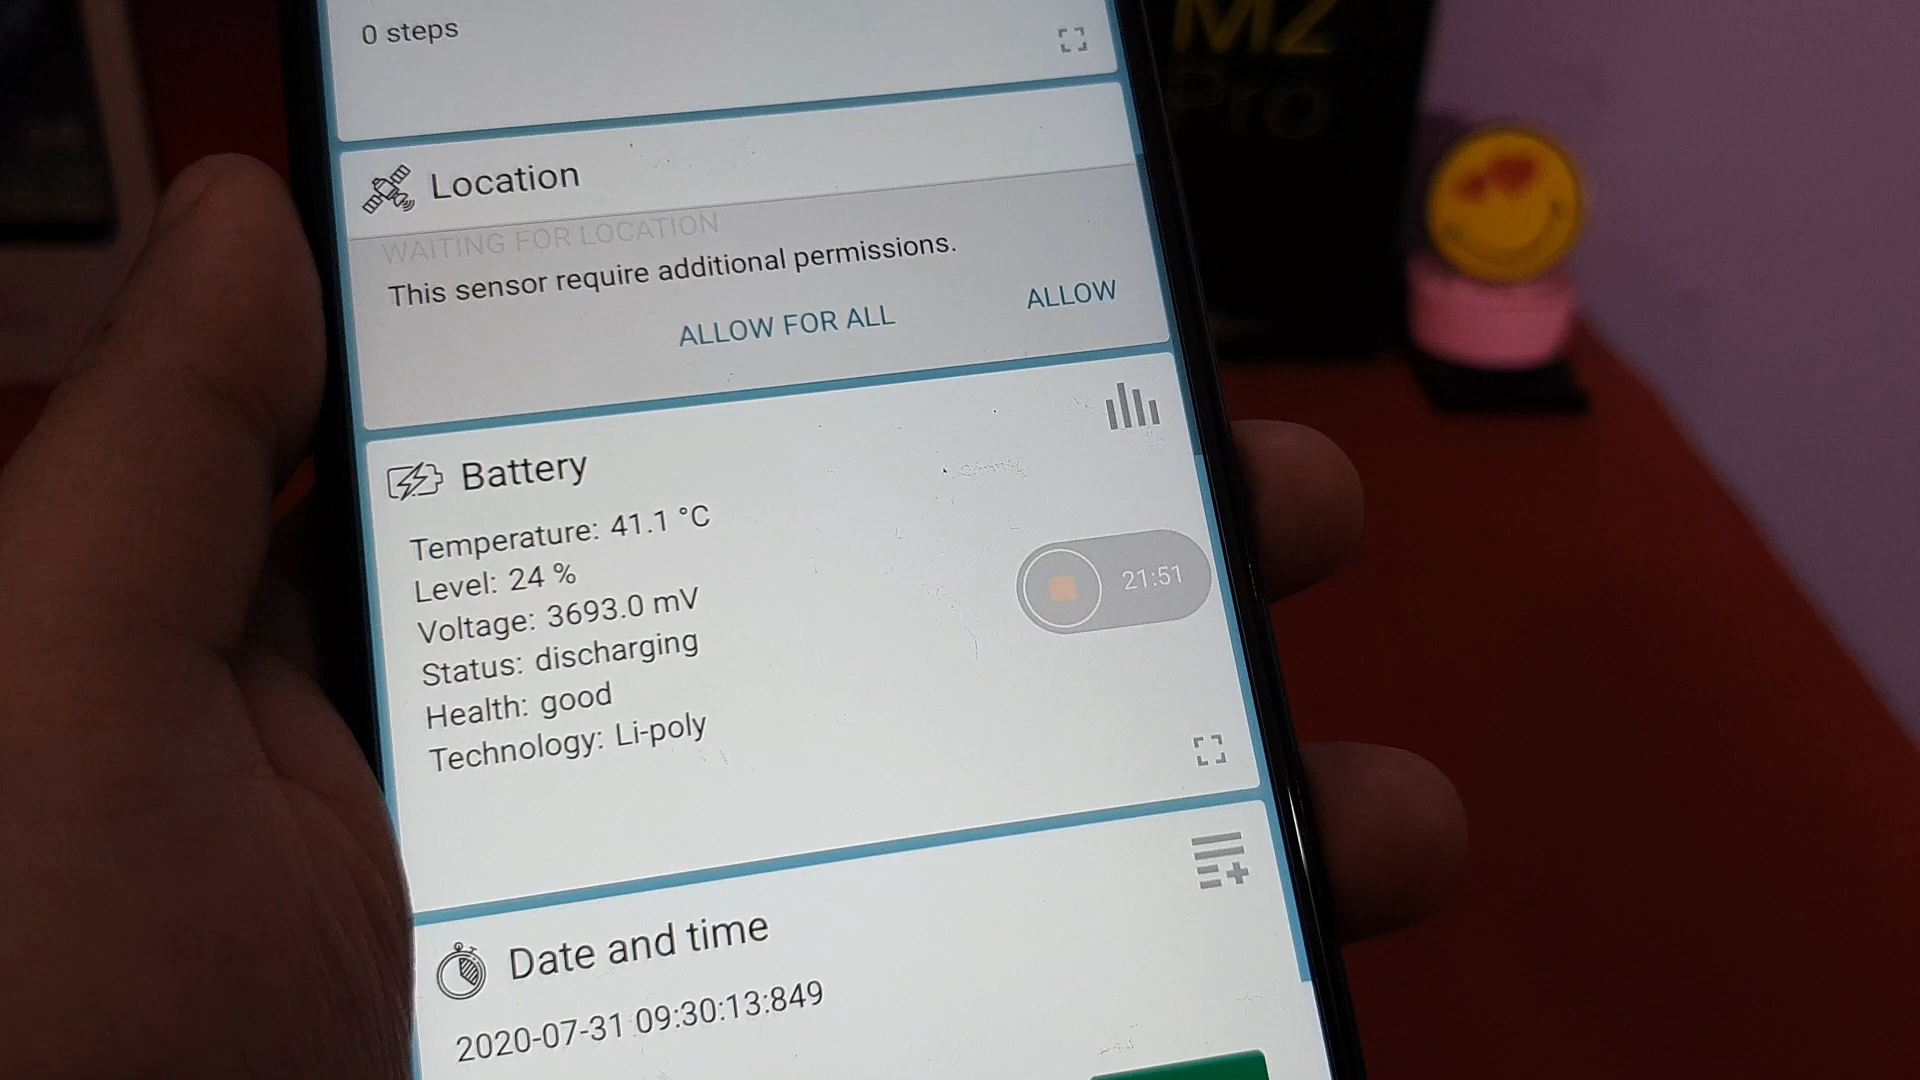 0 steps
M2
Pro
Location
WAITING FOR LOCATION
This sensor require additional permissions.
ALLOW FOR ALL
ALLOW
Battery
Temperature: 41.1 °C
Level: 24 %
Voltage: 3693.0 mV
Status: discharging
Health: good
Technology: Li-poly
21:51
Date and time
2020-07-31 09:30:13:849